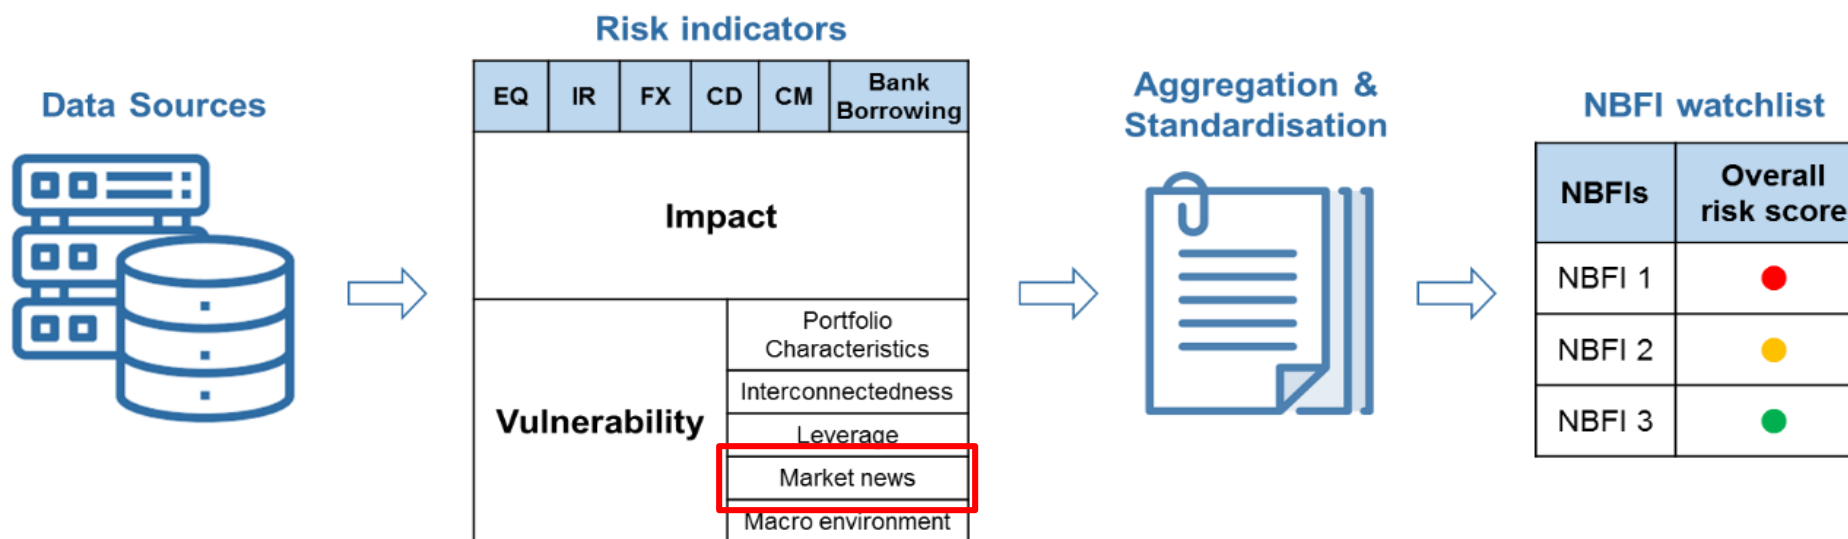 Data Sources
Risk indicators
EQ
IR
FX
CD
CM
Bank
Borrowing
Impact
Vulnerability
Portfolio
Characteristics
Interconnectedness
Leverage
Market news
Macro environment
Aggregation &
Standardisation
NBFI watchlist
NBFIs
Overall
risk score
NBFI 1
NBFI 2
NBFI 3